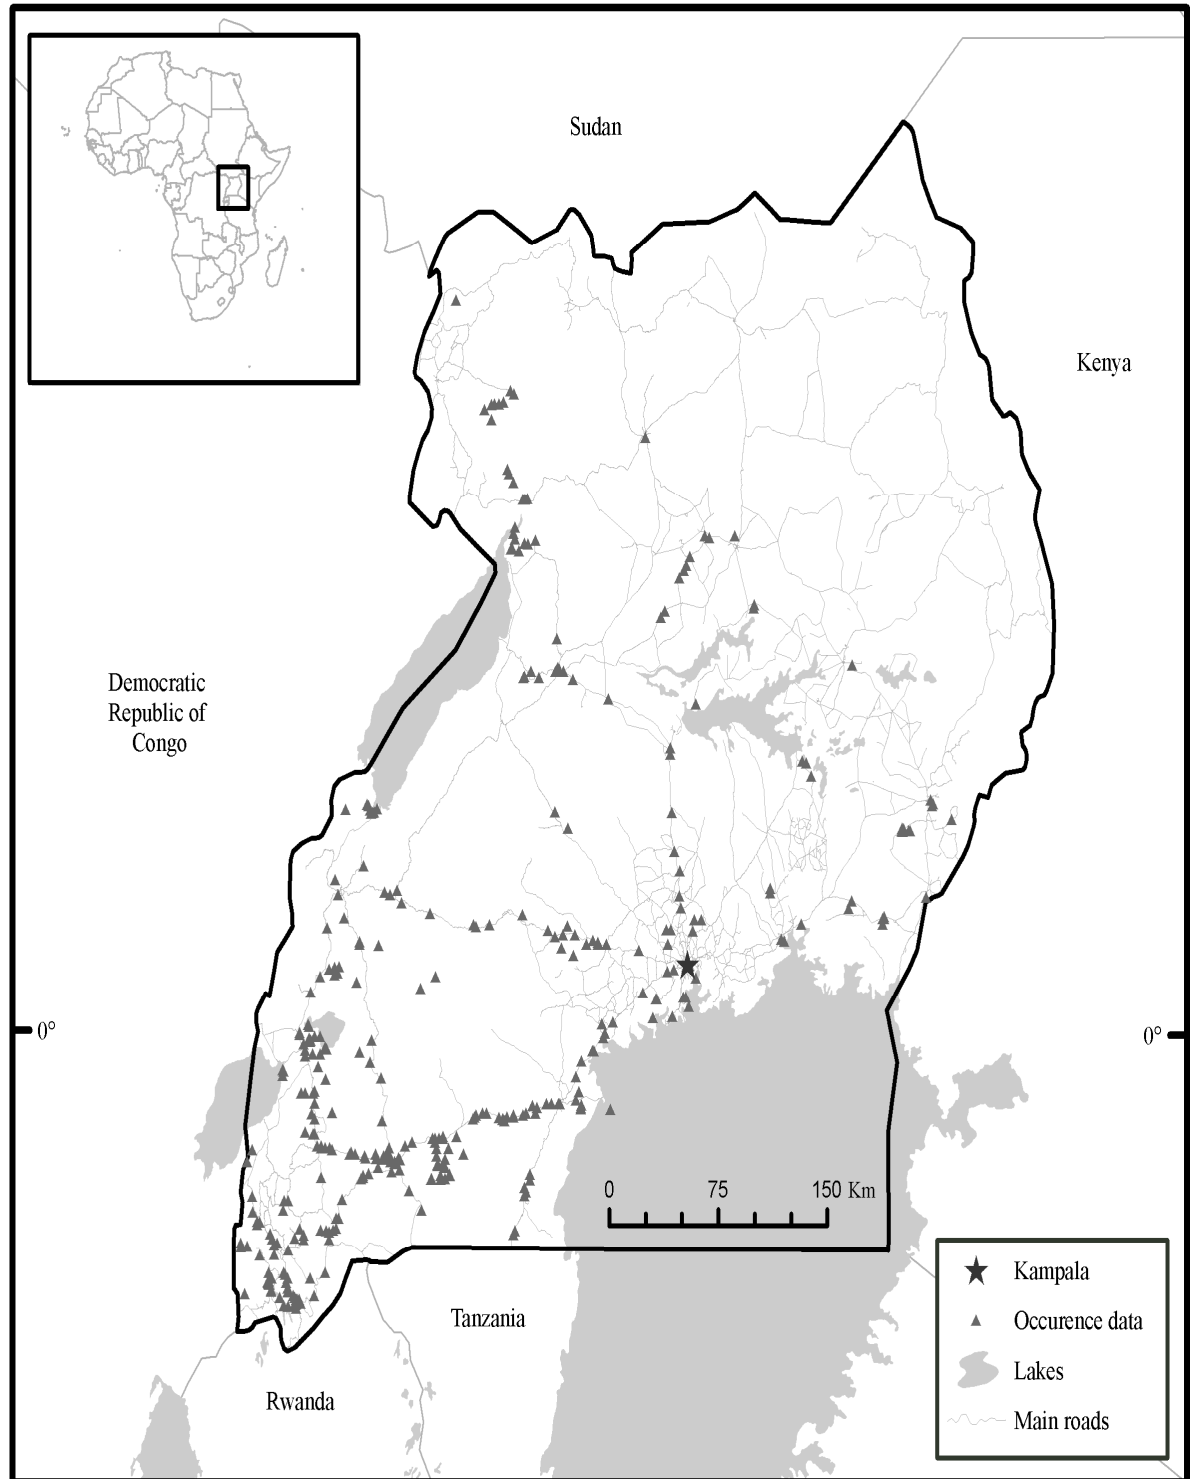 Sudan
Kenya
Democratic
Republic of
Congo
0°
0°
0 75 150 Km
Kampala
Occurence data
Lakes
Main roads
Tanzania
Rwanda